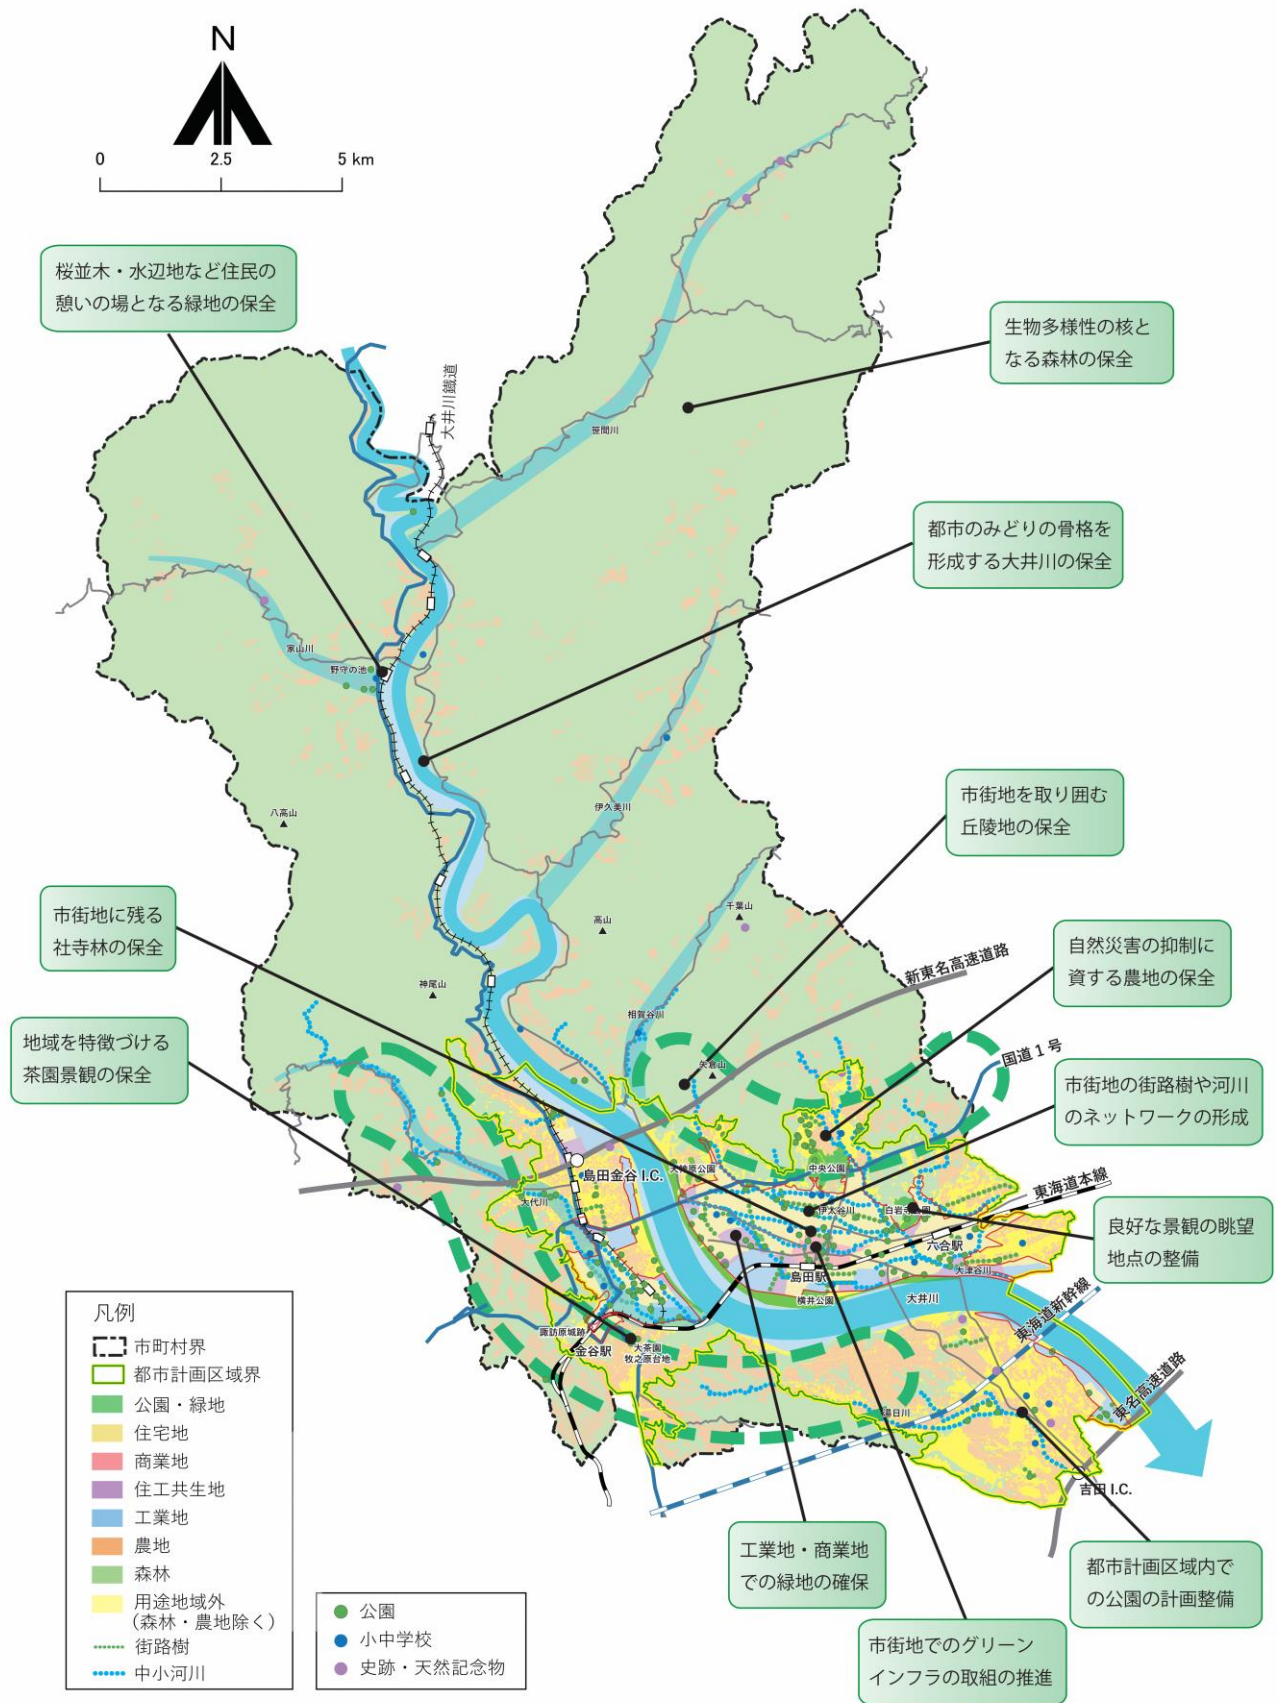 N
0 2.5 5 km
桜並木・水辺地など住民の
憩いの場となる緑地の保全
生物多様性の核と
なる森林の保全
大井川鐵道
笹間川
都市のみどりの骨格を
形成する大井川の保全
家山川
野守の池
市街地を取り囲む
丘陵地の保全
八高山
伊久美川
市街地に残る
社寺林の保全
高山
千葉山
自然災害の抑制に
資する農地の保全
新東名高速道路
神尾山
相賀谷川
地域を特徴づける
茶園景観の保全
矢倉山
国道1号
市街地の街路樹や河川
のネットワークの形成
島田金谷 I.C.
中央公園
大代川
伊太谷川
白岩寺公園
東海道本線
良好な景観の眺望
地点の整備
六合駅
島田駅
大津谷川
横井公園
大井川
東海道新幹線
諏訪原城跡
金谷駅
大茶園
牧之原台地
東名高速道路
湯日川
吉田 I.C.
凡例
市町村界
都市計画区域界
公園・緑地
住宅地
商業地
住工共生地
工業地
農地
森林
用途地域外
(森林・農地除く)
街路樹
中小河川
公園
小中学校
史跡・天然記念物
工業地・商業地
での緑地の確保
都市計画区域内で
の公園の計画整備
市街地でのグリーン
インフラの取組の推進